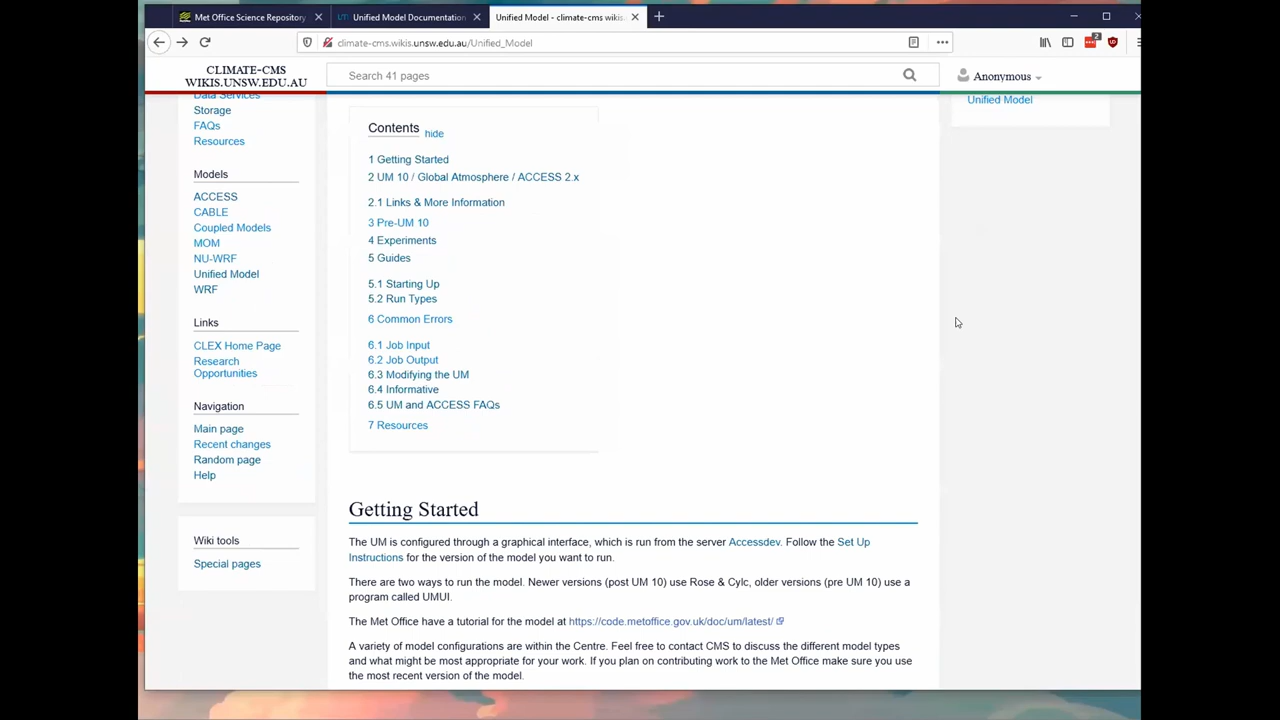 Met Office Science Repository
Unified Model Documentation
Unified Model - climate-cms wikis
climate-cms.wikis.unsw.edu.au/Unified_Model
2
CLIMATE-CMS
WIKIS.UNSW.EDU.AU
Search 41 pages
Anonymous
Data Services
Storage
FAQs
Resources
Models
ACCESS
CABLE
Coupled Models
MOM
NU-WRF
Unified Model
WRF
Links
CLEX Home Page
Research
Opportunities
Navigation
Main page
Recent changes
Random page
Help
Wiki tools
Special pages
Contents hide
1 Getting Started
2 UM 10 / Global Atmosphere / ACCESS 2.x
2.1 Links & More Information
3 Pre-UM 10
4 Experiments
5 Guides
5.1 Starting Up
5.2 Run Types
6 Common Errors
6.1 Job Input
6.2 Job Output
6.3 Modifying the UM
6.4 Informative
6.5 UM and ACCESS FAQs
7 Resources
Getting Started
The UM is configured through a graphical interface, which is run from the server Accessdev. Follow the Set Up
Instructions for the version of the model you want to run.
There are two ways to run the model. Newer versions (post UM 10) use Rose & Cylc, older versions (pre UM 10) use a
program called UMUI.
The Met Office have a tutorial for the model at https://code.metoffice.gov.uk/doc/um/latest/
A variety of model configurations are within the Centre. Feel free to contact CMS to discuss the different model types
and what might be most appropriate for your work. If you plan on contributing work to the Met Office make sure you use
the most recent version of the model.
Unified Model